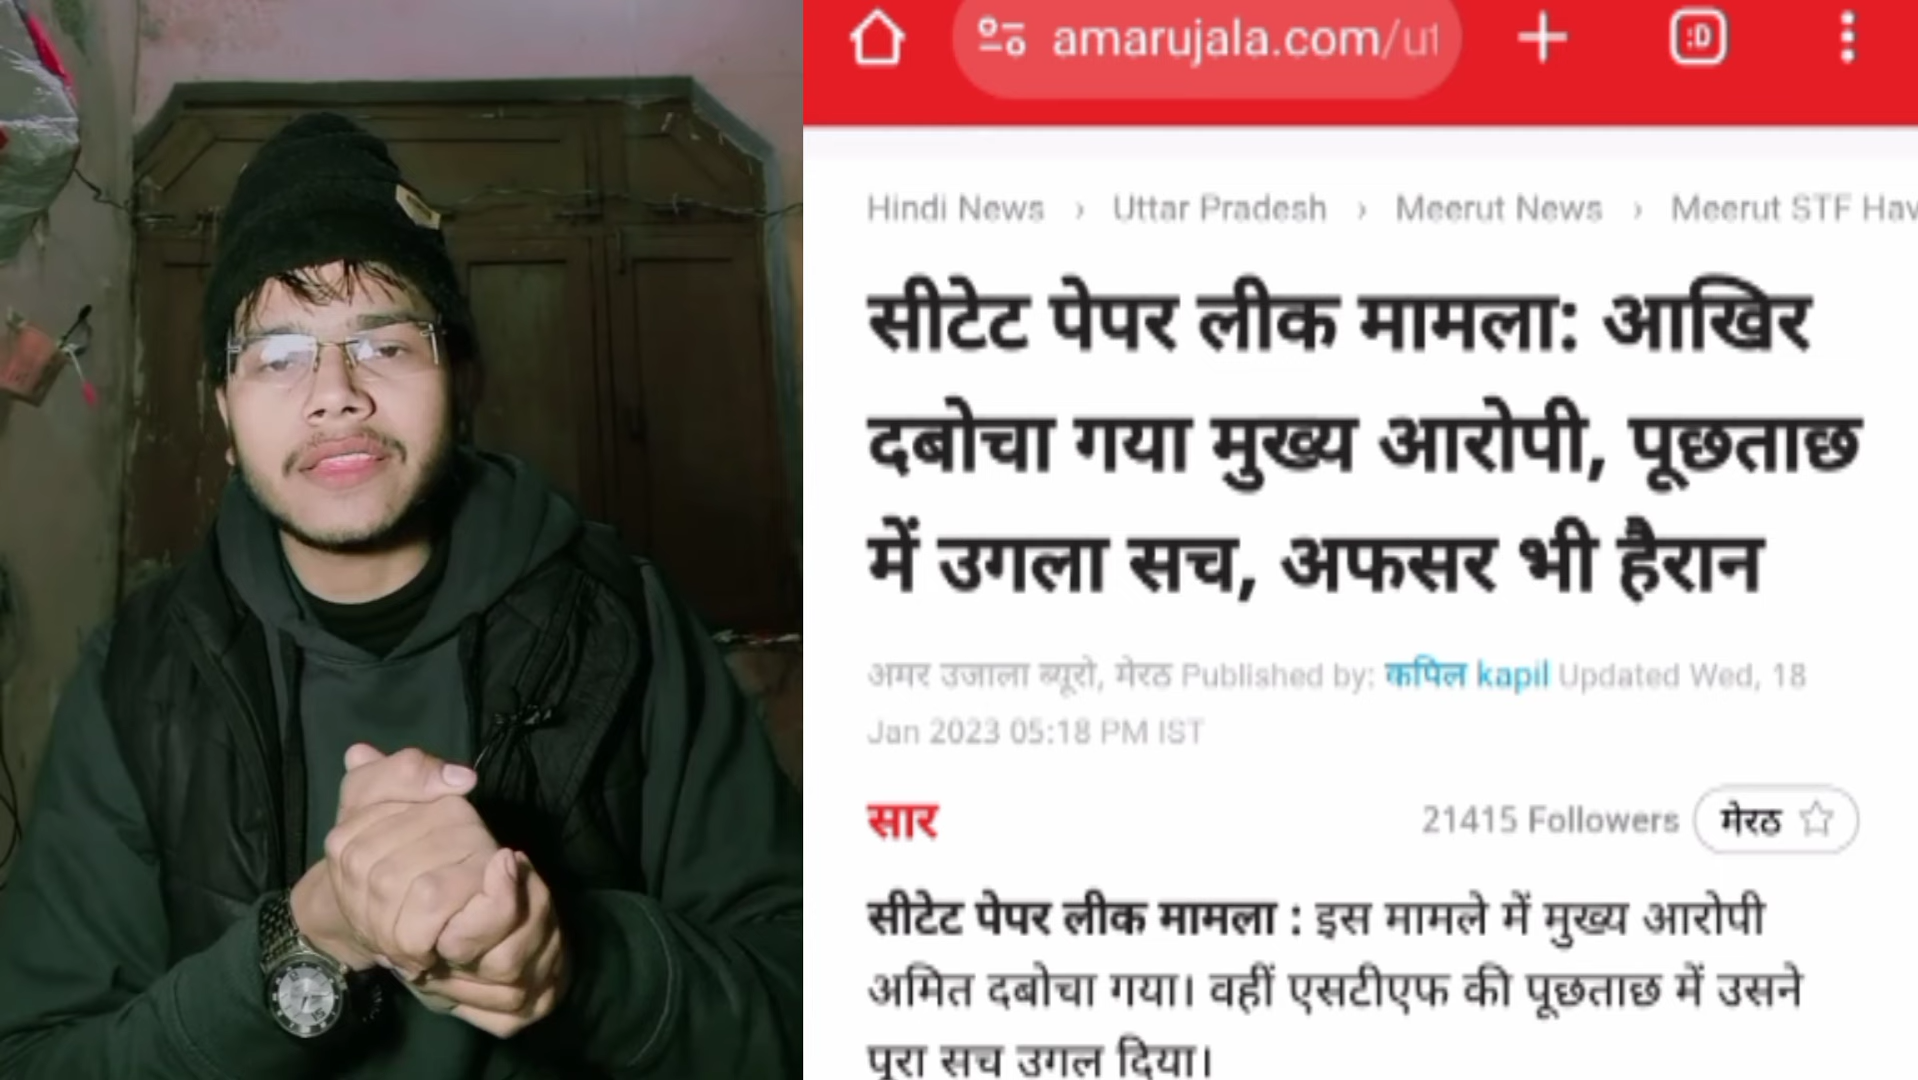 amarujala.com/ut
:D
Hindi News › Uttar Pradesh › Meerut News › Meerut STF Hav
सीटेट पेपर लीक मामला: आखिर
दबोचा गया मुख्य आरोपी, पूछताछ
में उगला सच, अफसर भी हैरान
अमर उजाला ब्यूरो, मेरठ Published by: कपिल kapil Updated Wed, 18
Jan 2023 05:18 PM IST
सार
21415 Followers मेरठ
सीटेट पेपर लीक मामला : इस मामले में मुख्य आरोपी
अमित दबोचा गया। वहीं एसटीएफ की पूछताछ में उसने
पूरा सच उगल दिया।